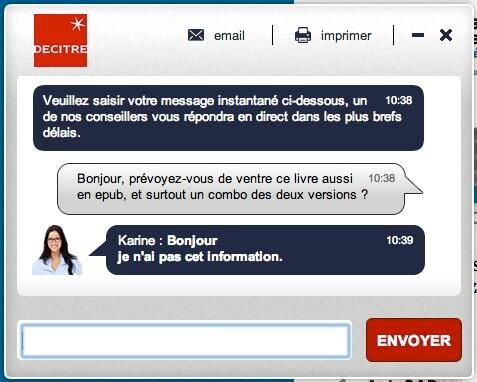 DECITRE
email
imprimer
Veuillez saisir votre message instantané ci-dessous, un 10:38
de nos conseillers vous répondra en direct dans les plus brefs
délais.
Bonjour, prévoyez-vous de ventre ce livre aussi 10:38
en epub, et surtout un combo des deux versions ?
Karine : Bonjour 10:39
je n'ai pas cet information.
ENVOYER